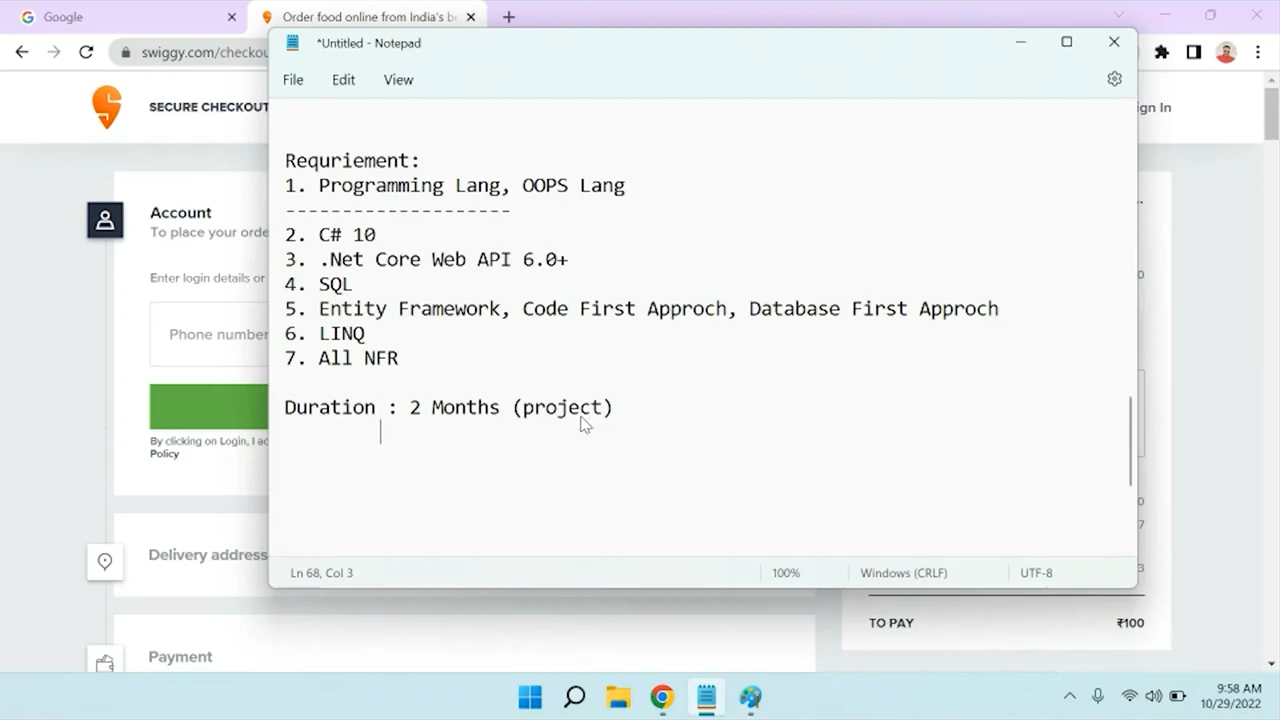 Google
Order food online from India's b
swiggy.com/checkou
*Untitled - Notepad
File Edit View
SECURE CHECKOUT
gn In
Requriement:
1. Programming Lang, OOPS Lang
--------------------
2. C# 10
3. .Net Core Web API 6.0+
4. SQL
5. Entity Framework, Code First Approch, Database First Approch
6. LINQ
7. All NFR
Duration : 2 Months (project)
Ln 68, Col 3
100%
Windows (CRLF)
UTF-8
Account
To place your orde
Enter login details or
Phone number
By clicking on Login, I ac
Policy
Delivery address
Payment
TO PAY ₹100
9:58 AM
10/29/2022